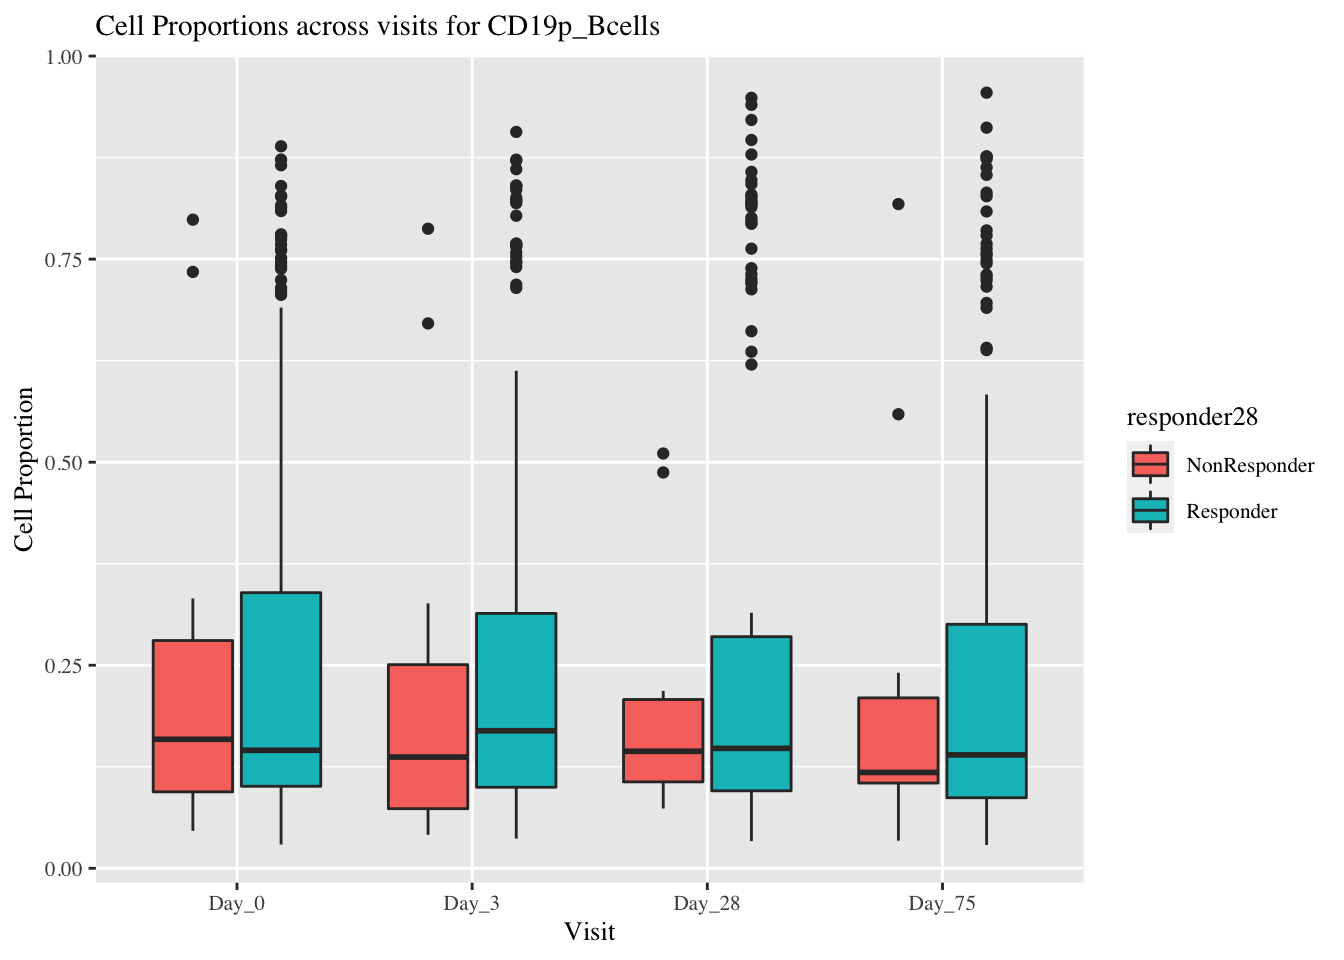 Cell Proportions across visits for CD19p_Bcells
1.00
0.75
0.50
0.25
0.00
Cell Proportion
Day_0
Day_3
Day_28
Day_75
Visit
responder28
NonResponder
Responder